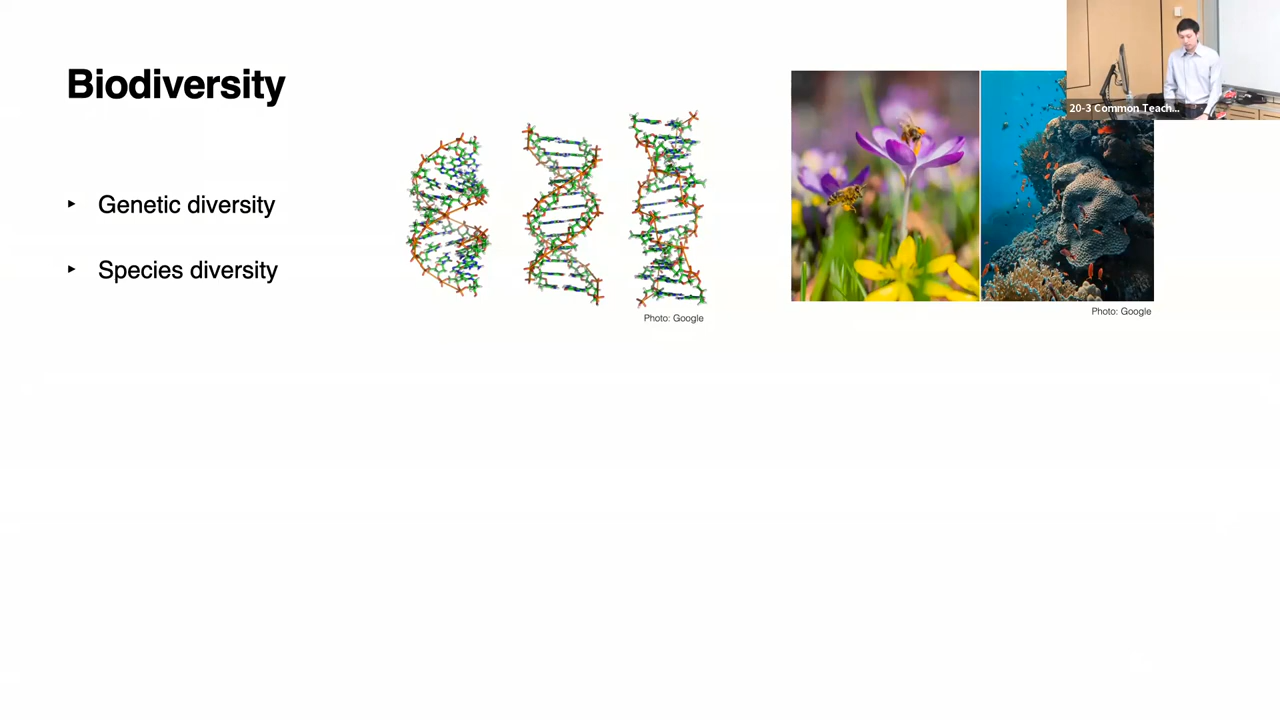 Biodiversity
‣ Genetic diversity
‣ Species diversity
Photo: Google
Photo: Google
20-3 Common Teach...